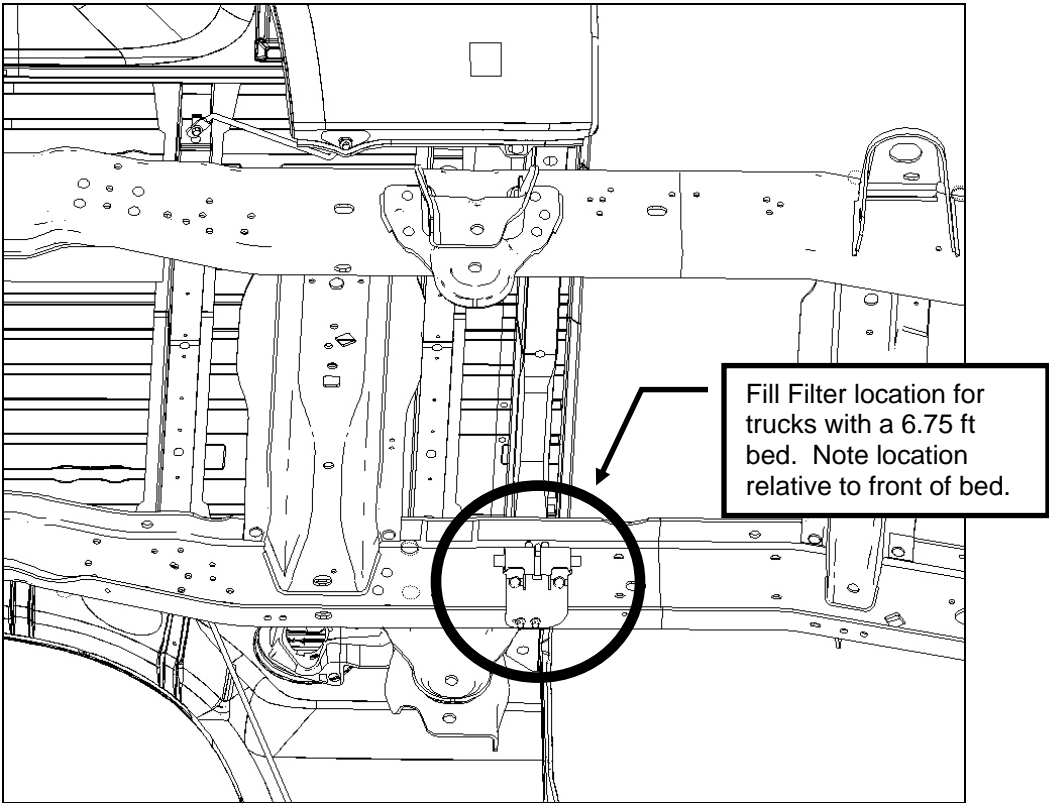 Fill Filter location for
trucks with a 6.75 ft
bed.  Note location
relative to front of bed.